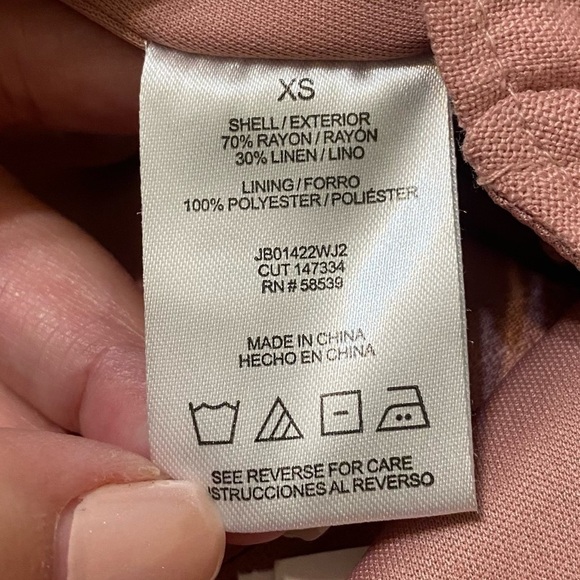 XS
SHELL/EXTERIOR
70% RAYON/RAYÓN
30% LINEN/LINO
LINING/FORRO
100% POLYESTER/POLIÉSTER
JB01422WJ2
CUT 147334
RN# 58539
MADE IN CHINA
HECHO EN CHINA
SEE REVERSE FOR CARE
NSTRUCCIONES AL REVERSO